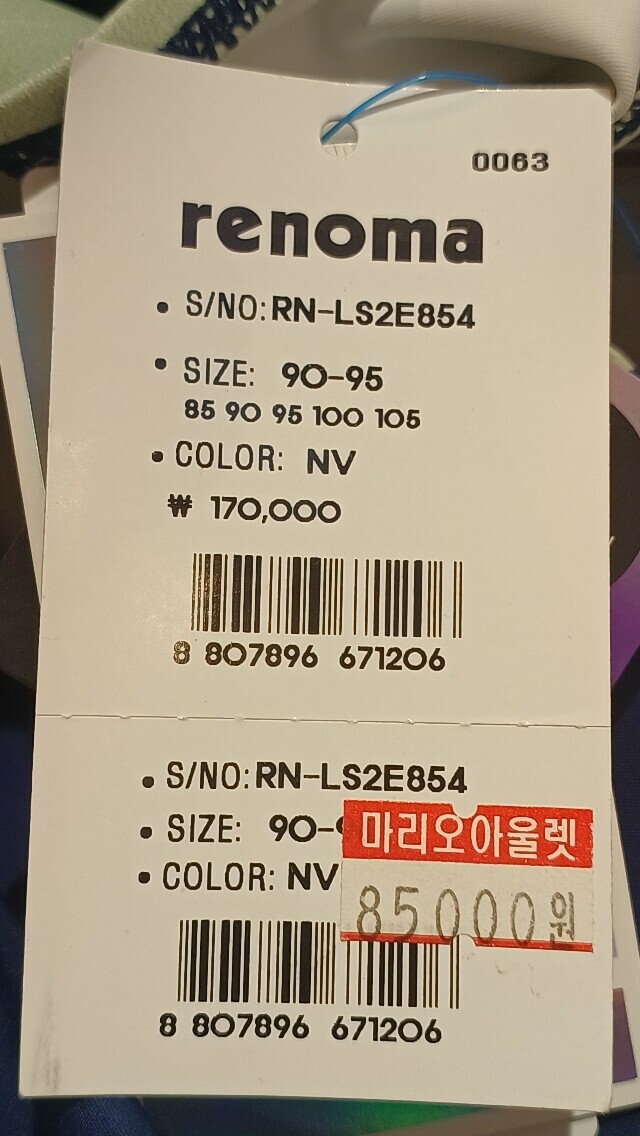 0063
renoma
• S/NO:RN-LS2E854
• SIZE: 90-95
85 90 95 100 105
• COLOR: NV
₩ 170,000
8 807896 671206
• S/NO:RN-LS2E854
• SIZE: 90-
마리오아울렛
• COLOR: NV
85000원
8 807896 671206